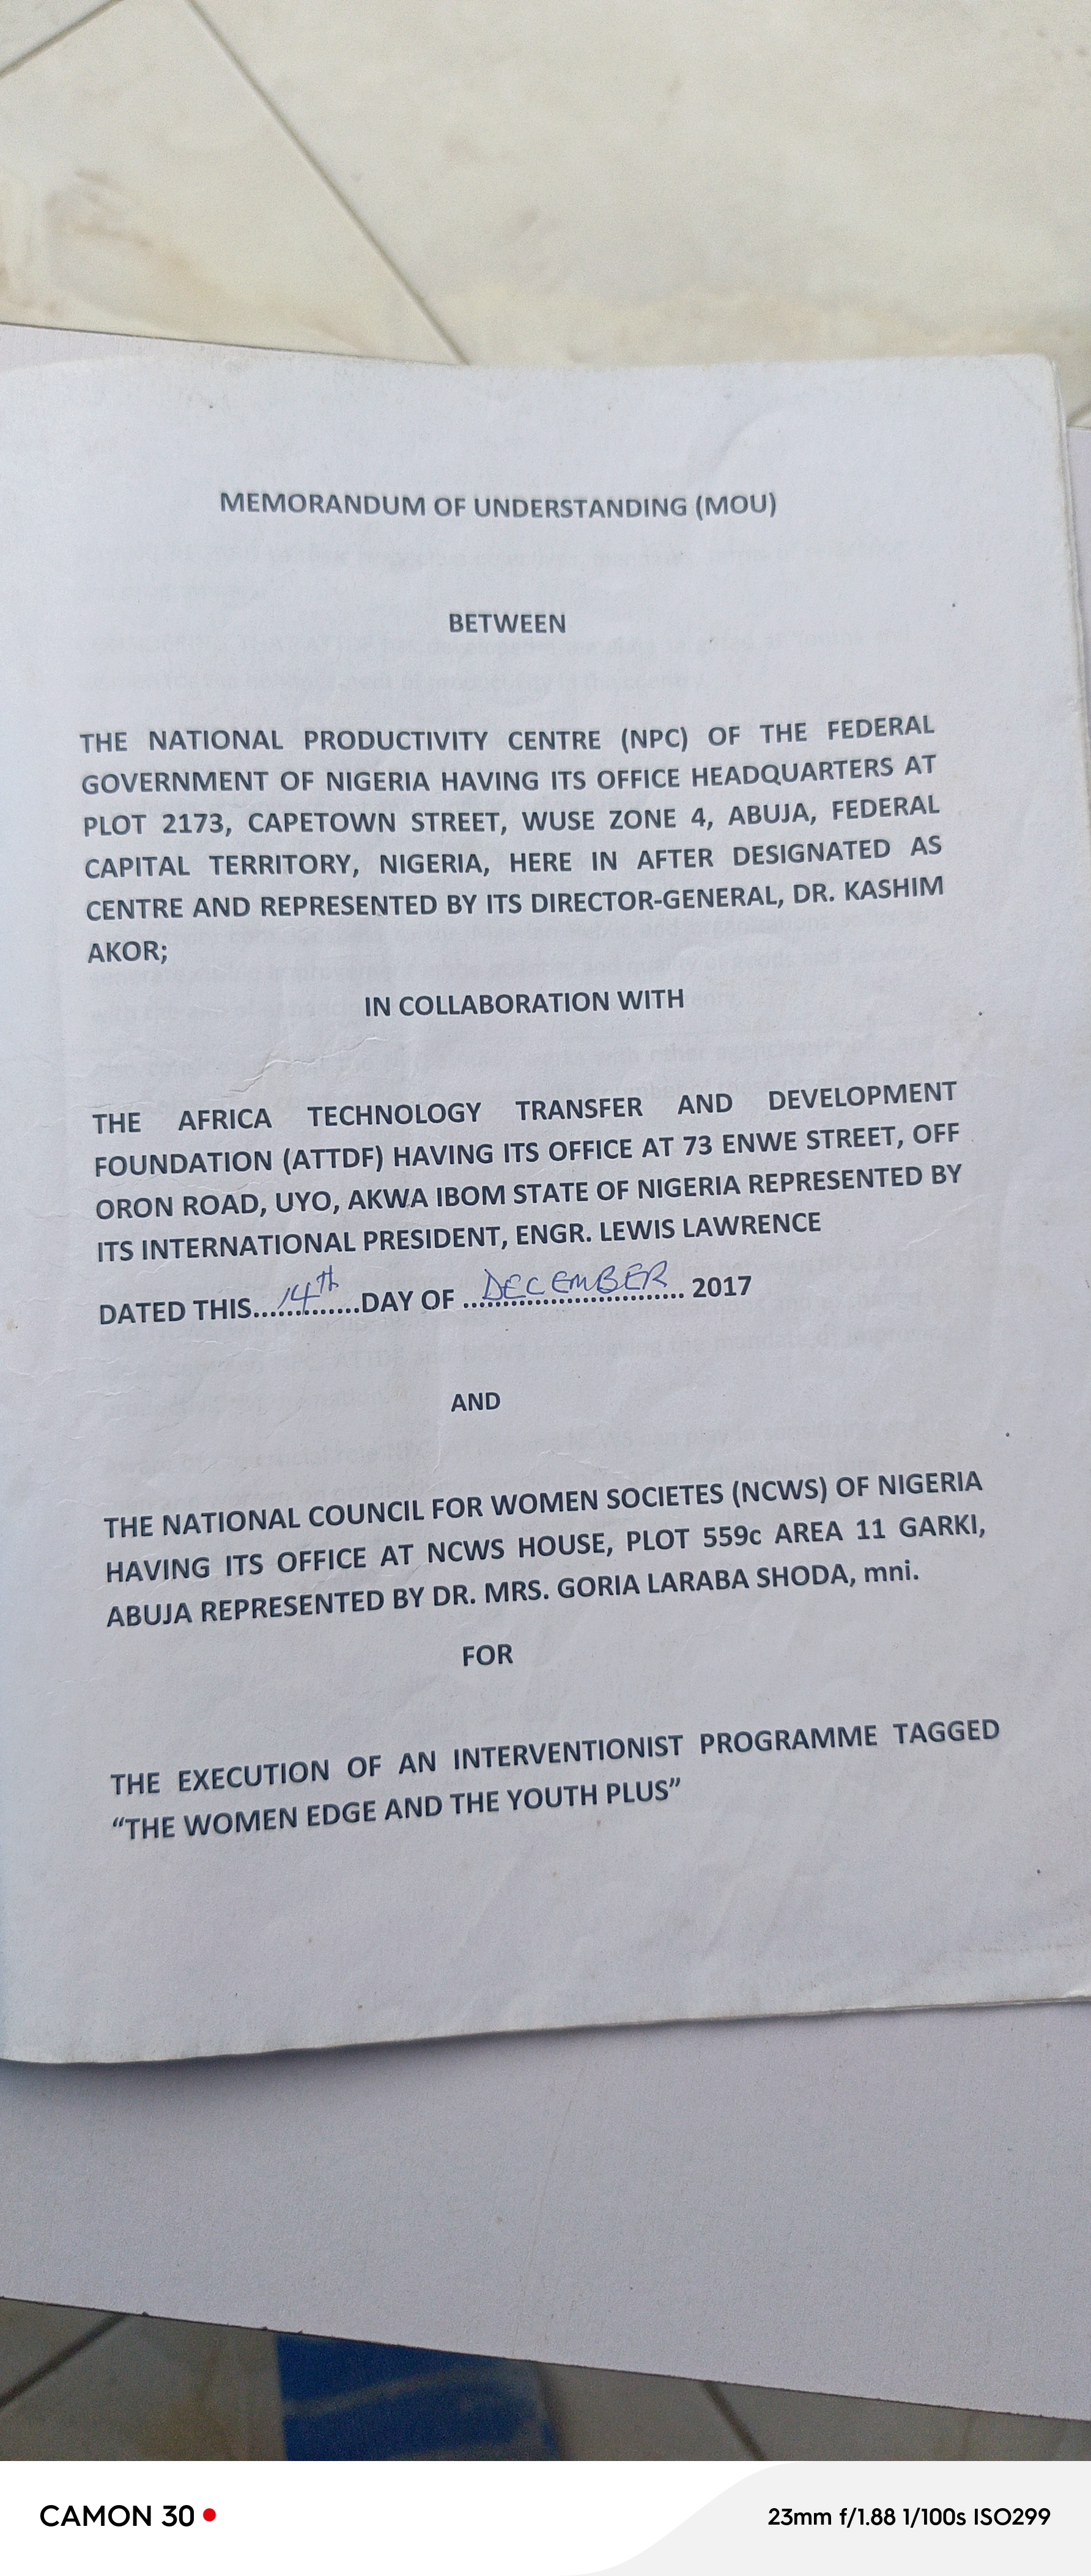 MEMORANDUM OF UNDERSTANDING (MOU)
BETWEEN
THE NATIONAL PRODUCTIVITY CENTRE (NPC) OF THE FEDERAL
GOVERNMENT OF NIGERIA HAVING ITS OFFICE HEADQUARTERS AT
PLOT 2173, CAPETOWN STREET, WUSE ZONE 4, ABUJA, FEDERAL
CAPITAL TERRITORY, NIGERIA, HERE IN AFTER DESIGNATED AS
CENTRE AND REPRESENTED BY ITS DIRECTOR-GENERAL, DR. KASHIM
AKOR;
IN COLLABORATION WITH
THE AFRICA TECHNOLOGY TRANSFER AND DEVELOPMENT
FOUNDATION (ATTDF) HAVING ITS OFFICE AT 73 ENWE STREET, OFF
ORON ROAD, UYO, AKWA IBOM STATE OF NIGERIA REPRESENTED BY
ITS INTERNATIONAL PRESIDENT, ENGR. LEWIS LAWRENCE
DATED THIS....14th....DAY OF ....DECEMBER.... 2017
AND
THE NATIONAL COUNCIL FOR WOMEN SOCIETES (NCWS) OF NIGERIA
HAVING ITS OFFICE AT NCWS HOUSE, PLOT 559c AREA 11 GARKI,
ABUJA REPRESENTED BY DR. MRS. GORIA LARABA SHODA, mni.
FOR
THE EXECUTION OF AN INTERVENTIONIST PROGRAMME TAGGED
“THE WOMEN EDGE AND THE YOUTH PLUS”
CAMON 30
23mm f/1.88 1/100s ISO299